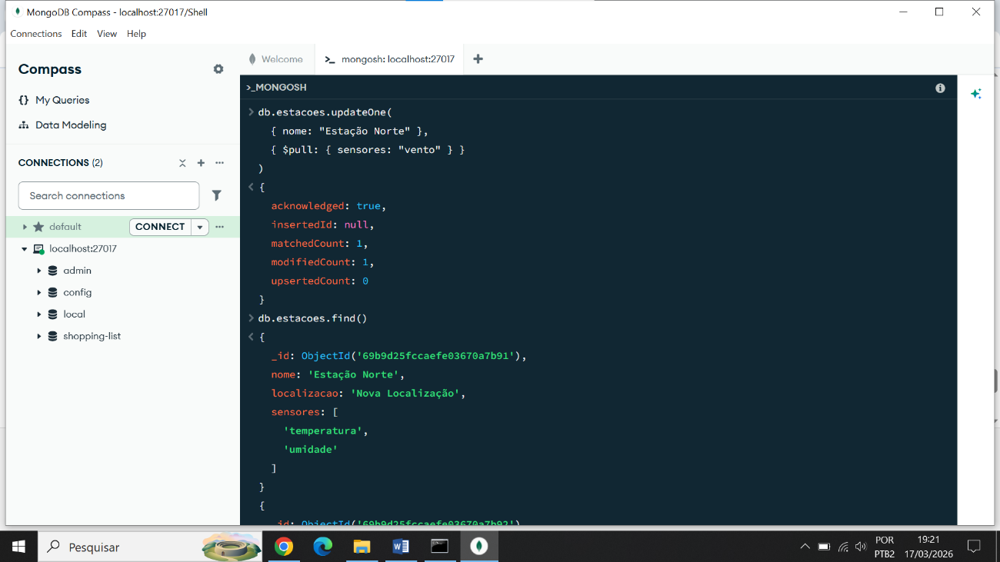 MongoDB Compass - localhost:27017/Shell
Connections Edit View Help
Compass
My Queries
Data Modeling
CONNECTIONS (2)
Search connections
default CONNECT
localhost:27017
admin
config
local
shopping-list
Welcome
>_ mongosh: localhost:27017
>_MONGOSH
db.estacoes.updateOne(
{ nome: "Estação Norte" },
{ $pull: { sensores: "vento" } }
)
{
acknowledged: true,
insertedId: null,
matchedCount: 1,
modifiedCount: 1,
upsertedCount: 0
}
db.estacoes.find()
{
_id: ObjectId('69b9d25fccaefe03670a7b91'),
nome: 'Estação Norte',
localizacao: 'Nova Localização',
sensores: [
'temperatura',
'umidade'
]
}
{
_id: ObjectId('69b9d25fccaefe03670a7b92')
Pesquisar
POR
PTB2
19:21
17/03/2026